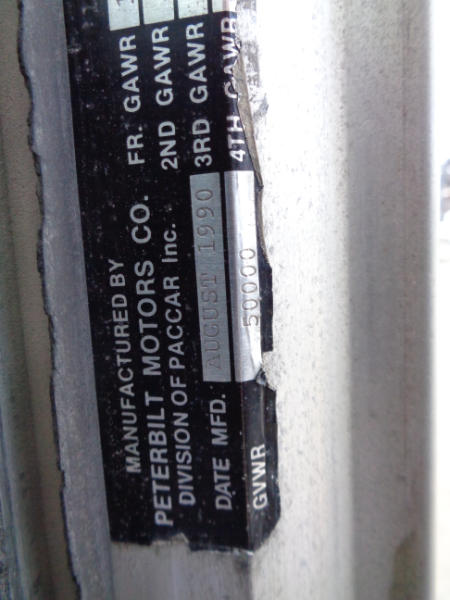 MANUFACTURED BY
PETERBILT MOTORS CO.
DIVISION OF PACCAR Inc.
DATE MFD. AUGUST 1990
GVWR 50000
FR. GAWR
2ND GAWR
3RD GAWR
4TH GAWR